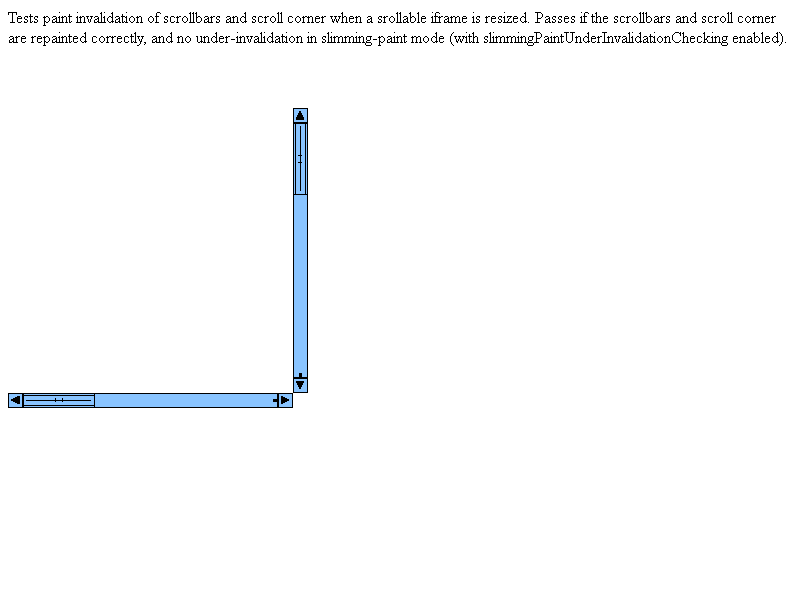 Tests paint invalidation of scrollbars and scroll corner when a srollable iframe is resized. Passes if the scrollbars and scroll corner
are repainted correctly, and no under-invalidation in slimming-paint mode (with slimmingPaintUnderInvalidationChecking enabled).